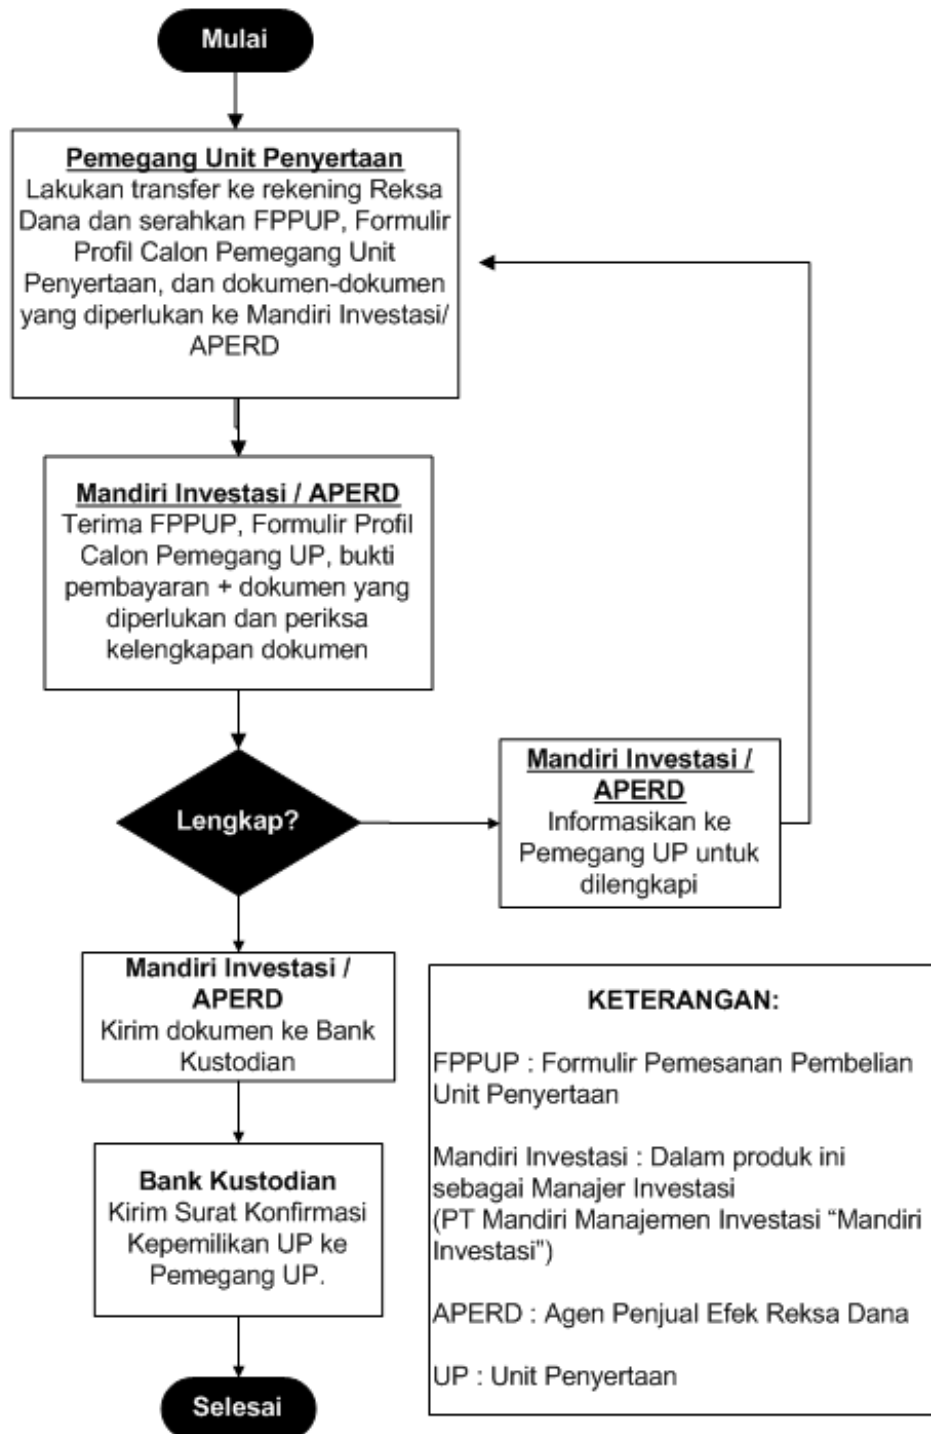 Mulai
Pemegang Unit Penyertaan
Lakukan transfer ke rekening Reksa
Dana dan serahkan FPPUP, Formulir
Profil Calon Pemegang Unit
Penyertaan, dan dokumen-dokumen
yang diperlukan ke Mandiri Investasi/
APERD
Mandiri Investasi / APERD
Terima FPPUP, Formulir Profil
Calon Pemegang UP, bukti
pembayaran + dokumen yang
diperlukan dan periksa
kelengkapan dokumen
Lengkap?
Mandiri Investasi /
APERD
Informasikan ke
Pemegang UP untuk
dilengkapi
Mandiri Investasi /
APERD
Kirim dokumen ke Bank
Kustodian
Bank Kustodian
Kirim Surat Konfirmasi
Kepemilikan UP ke
Pemegang UP.
Selesai
KETERANGAN:
FPPUP : Formulir Pemesanan Pembelian
Unit Penyertaan
Mandiri Investasi : Dalam produk ini
sebagai Manajer Investasi
(PT Mandiri Manajemen Investasi “Mandiri
Investasi”)
APERD : Agen Penjual Efek Reksa Dana
UP : Unit Penyertaan